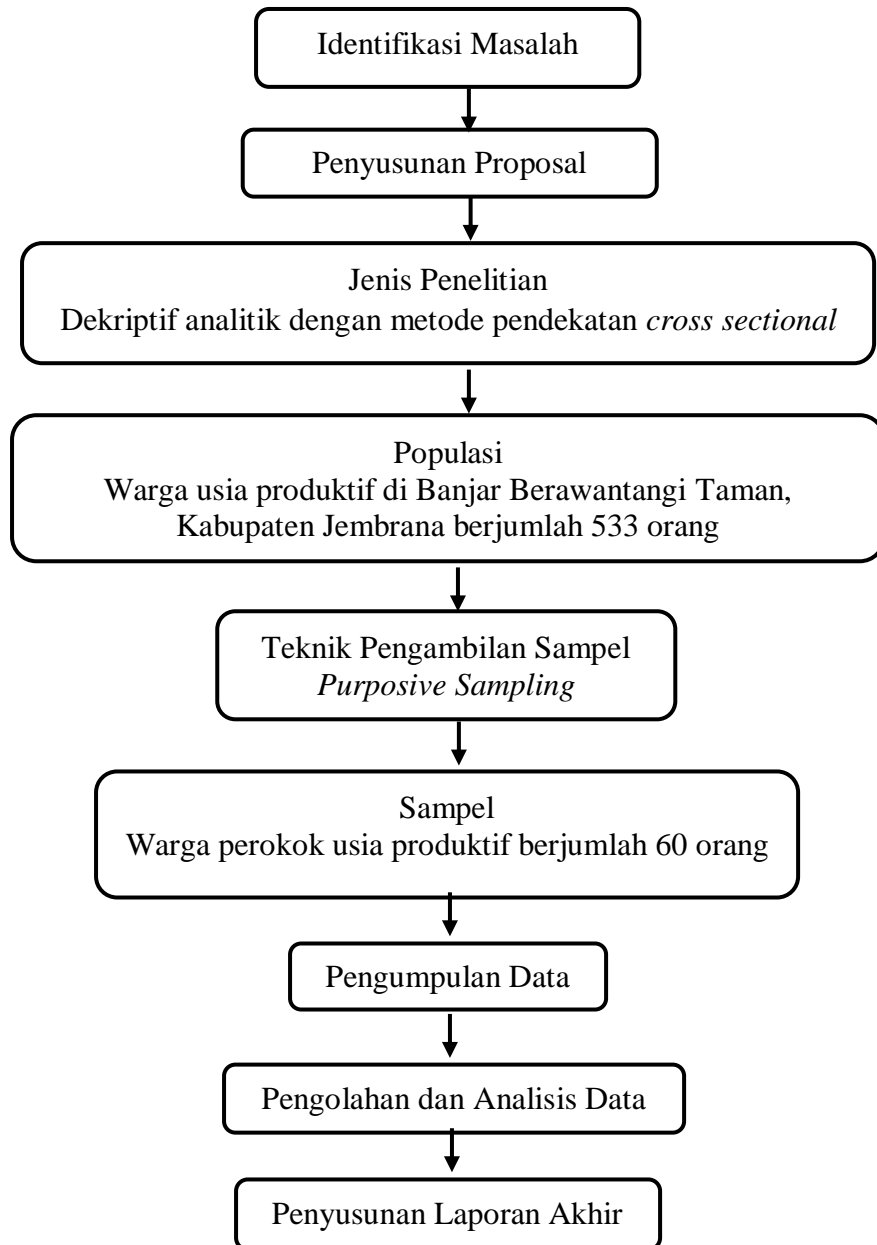 Identifikasi Masalah
Penyusunan Proposal
Jenis Penelitian
Dekriptif analitik dengan metode pendekatan cross sectional
Populasi
Warga usia produktif di Banjar Berawantangi Taman,
Kabupaten Jembrana berjumlah 533 orang
Teknik Pengambilan Sampel
Purposive Sampling
Sampel
Warga perokok usia produktif berjumlah 60 orang
Pengumpulan Data
Pengolahan dan Analisis Data
Penyusunan Laporan Akhir